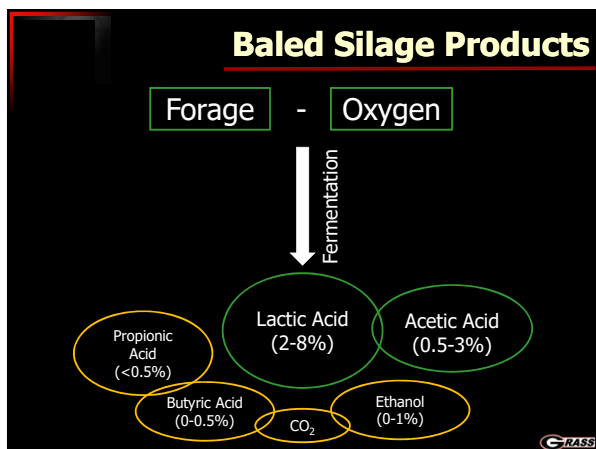 Baled Silage Products
Forage - Oxygen
Fermentation
Lactic Acid
(2-8%)
Acetic Acid
(0.5-3%)
Propionic
Acid
(<0.5%)
Butyric Acid
(0-0.5%)
CO₂
Ethanol
(0-1%)
GRASS